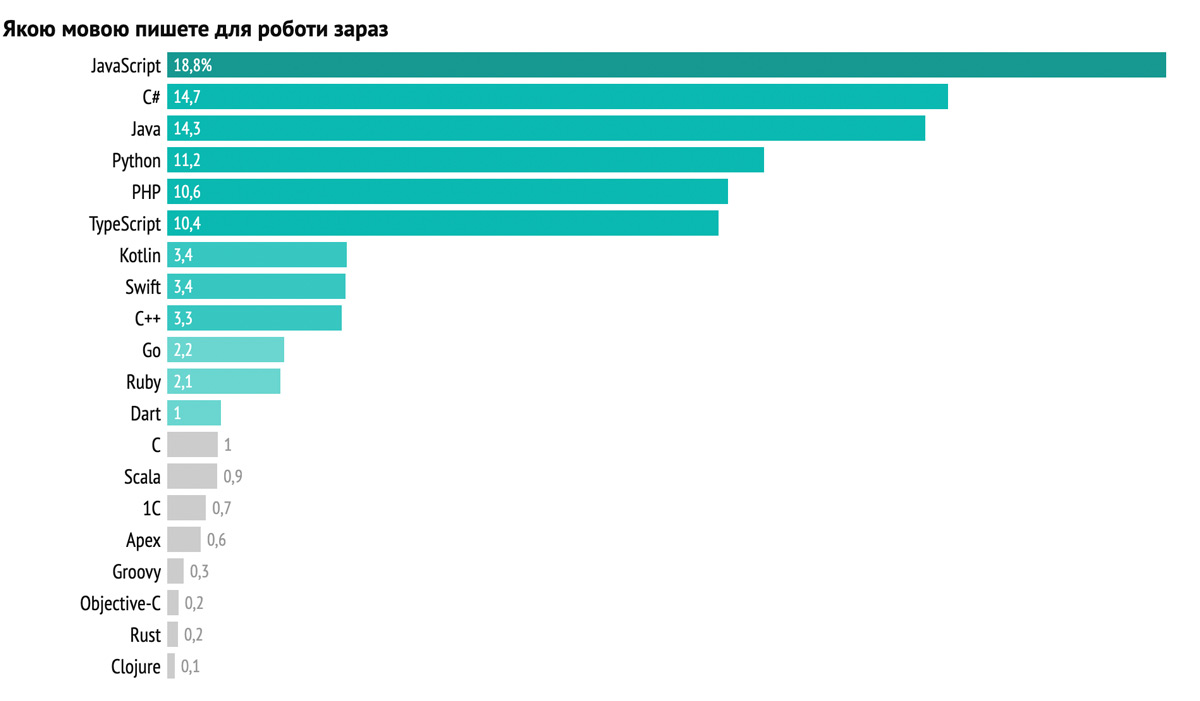 Якою мовою пишете для роботи зараз
JavaScript 18,8%
C# 14,7
Java 14,3
Python 11,2
PHP 10,6
TypeScript 10,4
Kotlin 3,4
Swift 3,4
C++ 3,3
Go 2,2
Ruby 2,1
Dart 1
C 1
Scala 0,9
1C 0,7
Apex 0,6
Groovy 0,3
Objective-C 0,2
Rust 0,2
Clojure 0,1